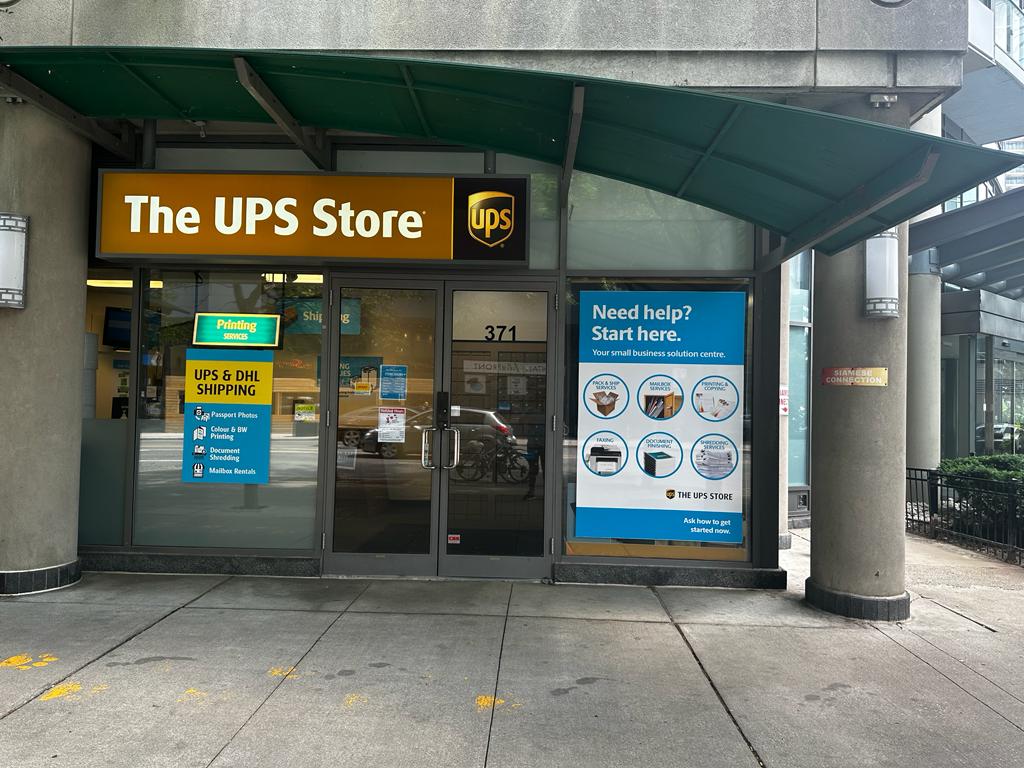 The UPS Store
ups
Printing
SERVICES
Shipping
UPS & DHL
SHIPPING
Passport Photos
Colour & BW
Printing
Document
Shredding
Mailbox Rentals
371
Need help?
Start here.
Your small business solution centre.
PACK & SHIP
SERVICES
MAILBOX
SERVICES
PRINTING &
COPYING
FAXING
DOCUMENT
FINISHING
SHREDDING
SERVICES
ups THE UPS STORE
Ask how to get
started now.
SIAMESE
CONNECTION